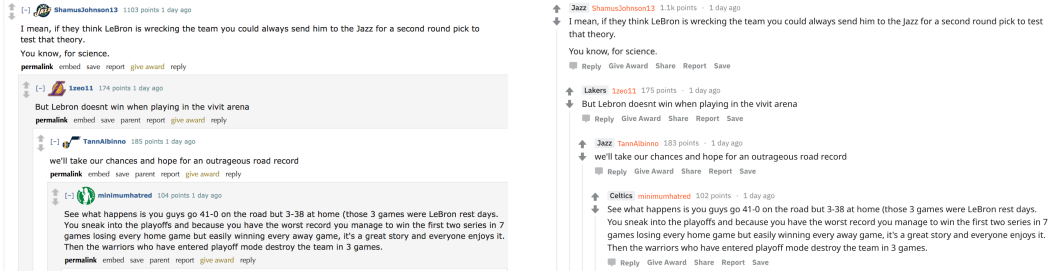 [-] ShamusJohnson13 1103 points 1 day ago
I mean, if they think LeBron is wrecking the team you could always send him to the Jazz for a second round pick to
test that theory.
You know, for science.
permalink embed save report give award reply
[-] 1zeo11 174 points 1 day ago
But Lebron doesnt win when playing in the vivit arena
permalink embed save parent report give award reply
[-] TannAlbinno 185 points 1 day ago
we'll take our chances and hope for an outrageous road record
permalink embed save parent report give award reply
[-] minimumhatred 104 points 1 day ago
See what happens is you guys go 41-0 on the road but 3-38 at home (those 3 games were LeBron rest days.
You sneak into the playoffs and because you have the worst record you manage to win the first two series in 7
games losing every home game but easily winning every away game, it's a great story and everyone enjoys it.
Then the warriors who have entered playoff mode destroy the team in 3 games.
permalink embed save parent report give award reply
Jazz ShamusJohnson13 1.1k points · 1 day ago
I mean, if they think LeBron is wrecking the team you could always send him to the Jazz for a second round pick to test
that theory.
You know, for science.
Reply Give Award Share Report Save
Lakers 1zeo11 175 points · 1 day ago
But Lebron doesnt win when playing in the vivit arena
Reply Give Award Share Report Save
Jazz TannAlbinno 183 points · 1 day ago
we'll take our chances and hope for an outrageous road record
Reply Give Award Share Report Save
Celtics minimumhatred 102 points · 1 day ago
See what happens is you guys go 41-0 on the road but 3-38 at home (those 3 games were LeBron rest days.
You sneak into the playoffs and because you have the worst record you manage to win the first two series in 7
games losing every home game but easily winning every away game, it's a great story and everyone enjoys it.
Then the warriors who have entered playoff mode destroy the team in 3 games.
Reply Give Award Share Report Save